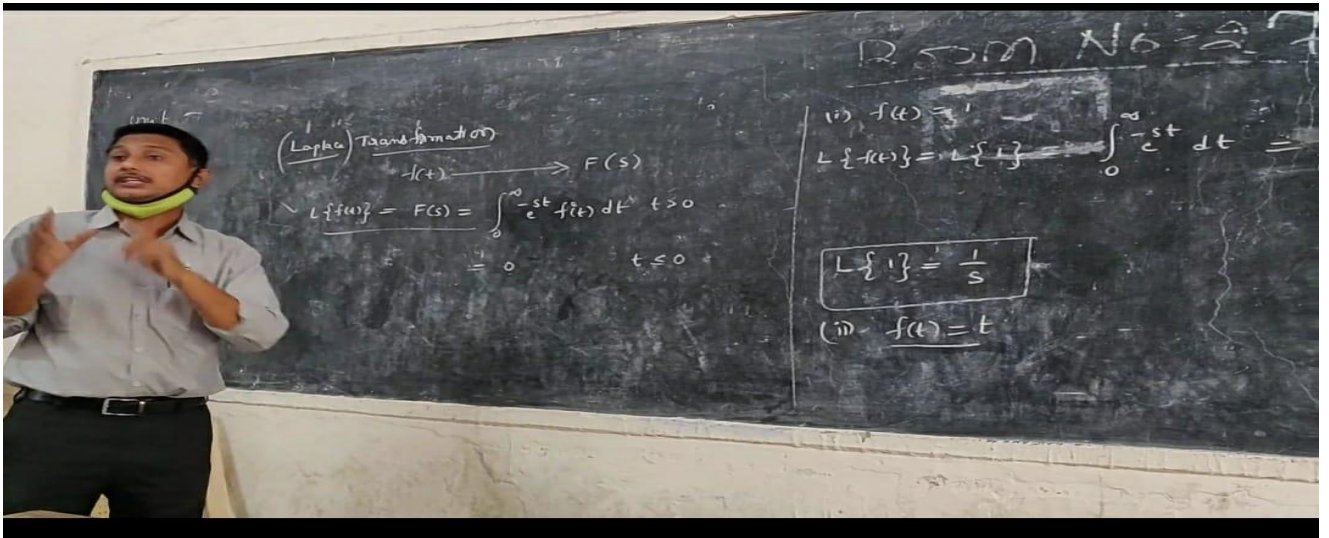 Room No-2
unit -
(Laplace) Transformation
f(t) ⟶ F(s)
L{f(t)} = F(s) = ∫₀^∞ e^{-st} f(t) dt t>0
= 0 t ≤ 0
(i) f(t) = 1
L{f(t)} = L{1} = ∫₀^∞ e^{-st} dt =
L{1} = 1/s
(ii) f(t) = t